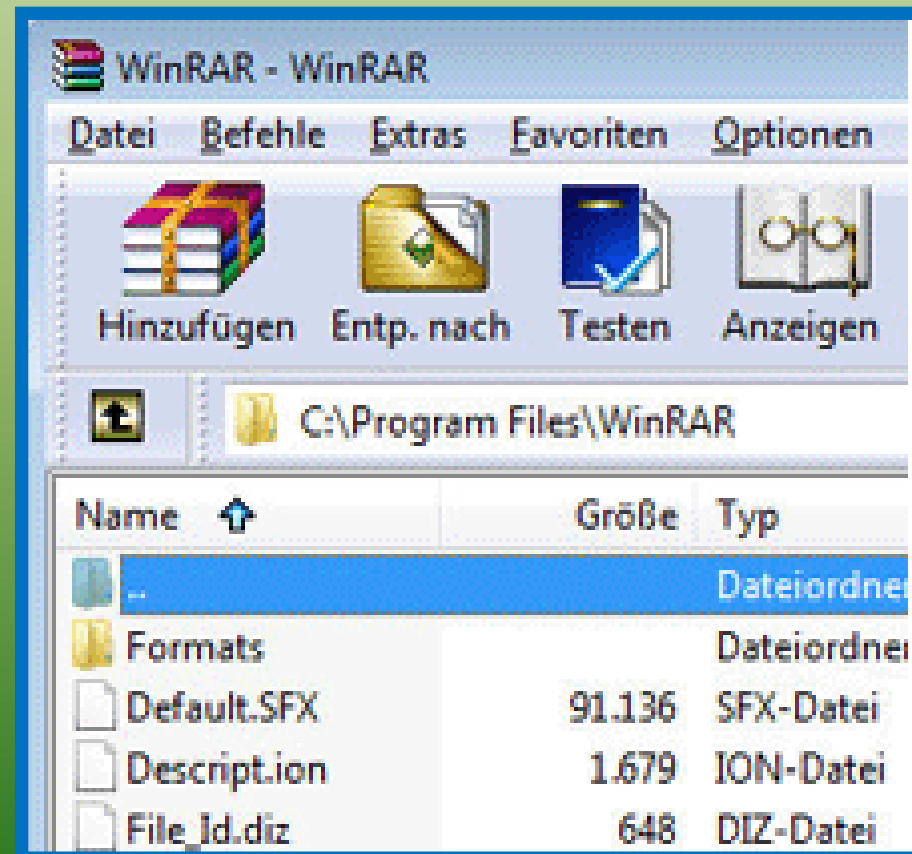 WinRAR - WinRAR
Datei Befehle Extras Favoriten Optionen
Hinzufügen Entp. nach Testen Anzeigen
C:\Program Files\WinRAR
Name Größe Typ
.. Dateiordner
Formats Dateiordner
Default.SFX 91.136 SFX-Datei
Descript.ion 1.679 ION-Datei
File_Id.diz 648 DIZ-Datei